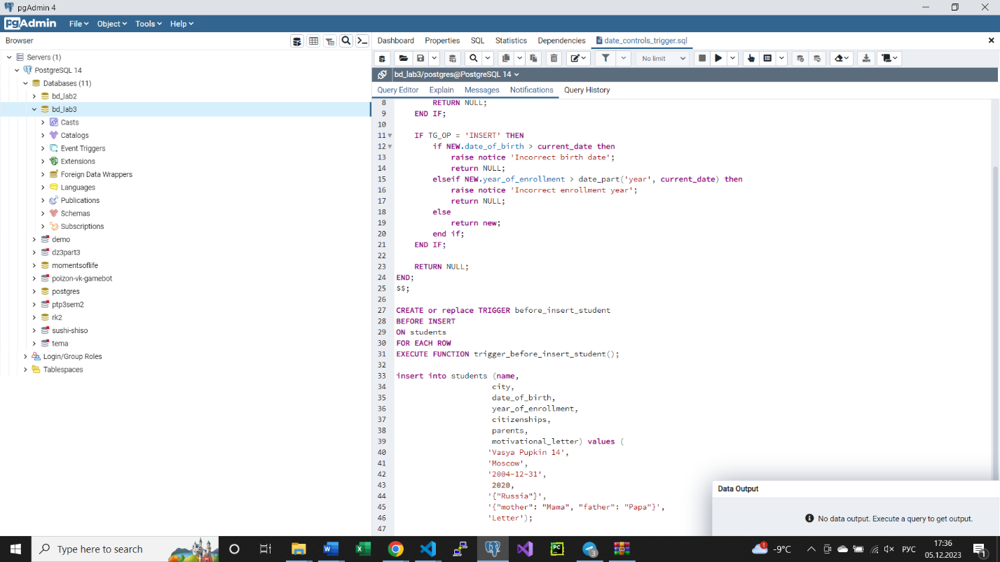 pgAdmin 4
pgAdmin File Object Tools Help
Browser
Dashboard Properties SQL Statistics Dependencies date_controls_trigger.sql
No limit
bd_lab3/postgres@PostgreSQL 14
Query Editor Explain Messages Notifications Query History
Servers (1)
PostgreSQL 14
Databases (11)
bd_lab2
bd_lab3
Casts
Catalogs
Event Triggers
Extensions
Foreign Data Wrappers
Languages
Publications
Schemas
Subscriptions
demo
dz3part3
momentsoflife
poizon-vk-gamebot
postgres
ptp3sem2
rk2
sushi-shiso
tema
Login/Group Roles
Tablespaces
8 RETURN NULL;
9 END IF;
10
11 IF TG_OP = 'INSERT' THEN
12 if NEW.date_of_birth > current_date then
13 raise notice 'Incorrect birth date';
14 return NULL;
15 elseif NEW.year_of_enrollment > date_part('year', current_date) then
16 raise notice 'Incorrect enrollment year';
17 return NULL;
18 else
19 return new;
20 end if;
21 END IF;
22
23 RETURN NULL;
24 END;
25 $$;
26
27 CREATE or replace TRIGGER before_insert_student
28 BEFORE INSERT
29 ON students
30 FOR EACH ROW
31 EXECUTE FUNCTION trigger_before_insert_student();
32
33 insert into students (name,
34 city,
35 date_of_birth,
36 year_of_enrollment,
37 citizenships,
38 parents,
39 motivational_letter) values (
40 'Vasya Pupkin 14',
41 'Moscow',
42 '2004-12-31',
43 2020,
44 '{"Russia"}',
45 '{"mother": "Mama", "father": "Papa"}',
46 'Letter');
47
Data Output
No data output. Execute a query to get output.
Type here to search
3
1
-9°C
РУС
17:36
05.12.2023
1